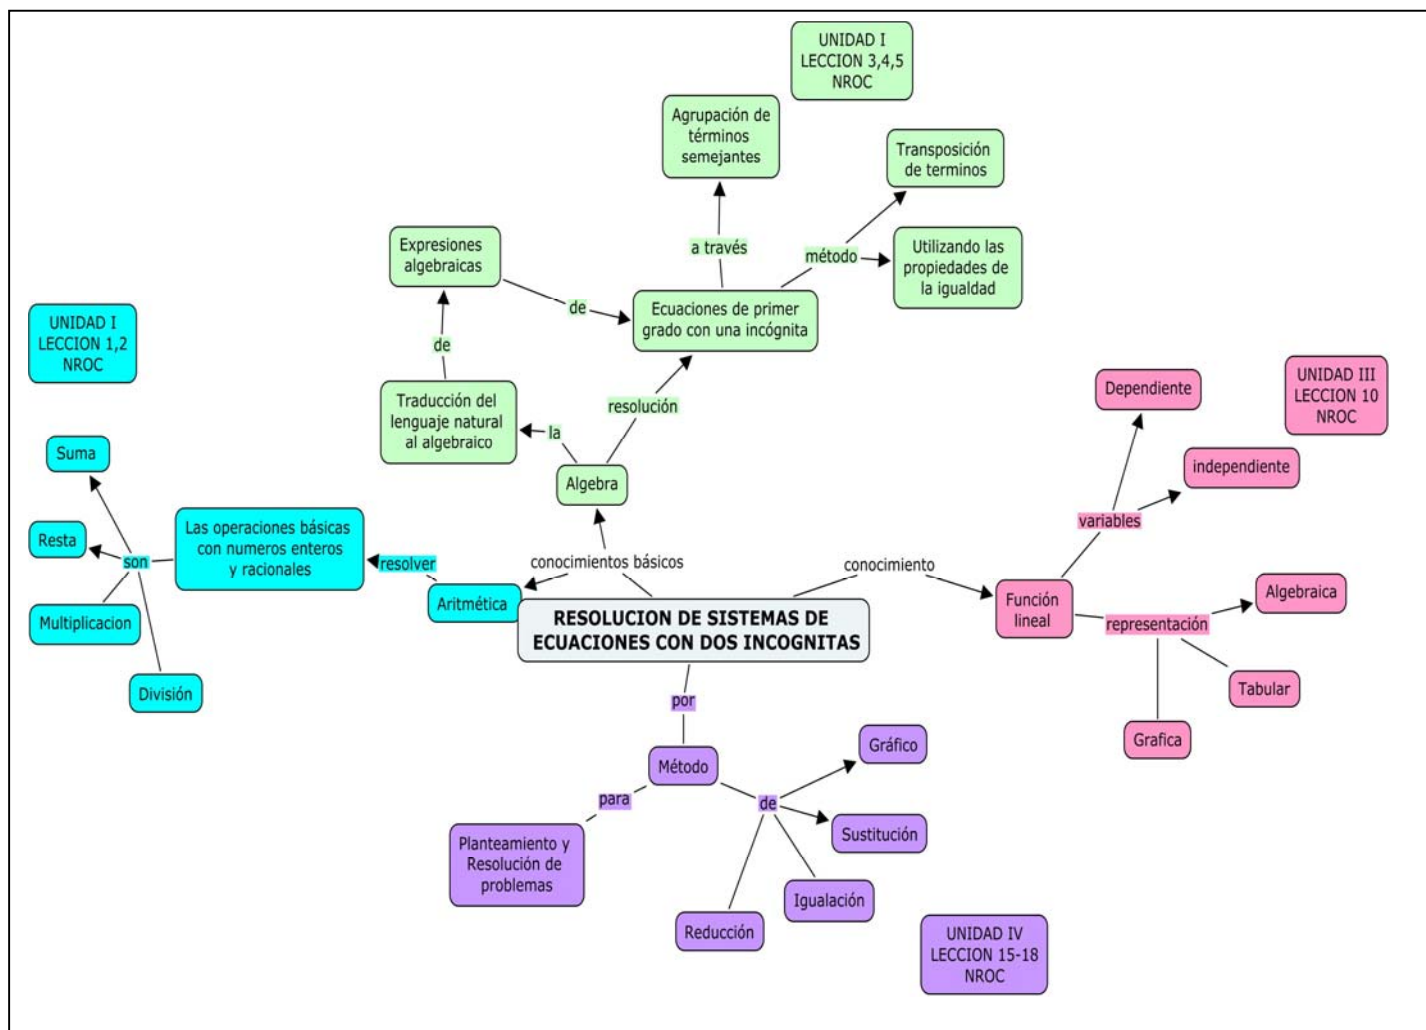 UNIDAD I
LECCION 3,4,5
NROC
Agrupación de
términos
semejantes
Transposición
de terminos
a través
método
Utilizando las
propiedades de
la igualdad
Expresiones
algebraicas
de
Ecuaciones de primer
grado con una incógnita
de
Traducción del
lenguaje natural
al algebraico
la
resolución
Algebra
UNIDAD I
LECCION 1,2
NROC
Suma
Resta
Multiplicacion
División
son
Las operaciones básicas
con numeros enteros
y racionales
resolver
Aritmética
conocimientos básicos
conocimiento
RESOLUCION DE SISTEMAS DE
ECUACIONES CON DOS INCOGNITAS
UNIDAD III
LECCION 10
NROC
Dependiente
independiente
variables
Función
lineal
representación
Algebraica
Tabular
Grafica
por
Método
para
Planteamiento y
Resolución de
problemas
de
Gráfico
Sustitución
Igualación
Reducción
UNIDAD IV
LECCION 15-18
NROC